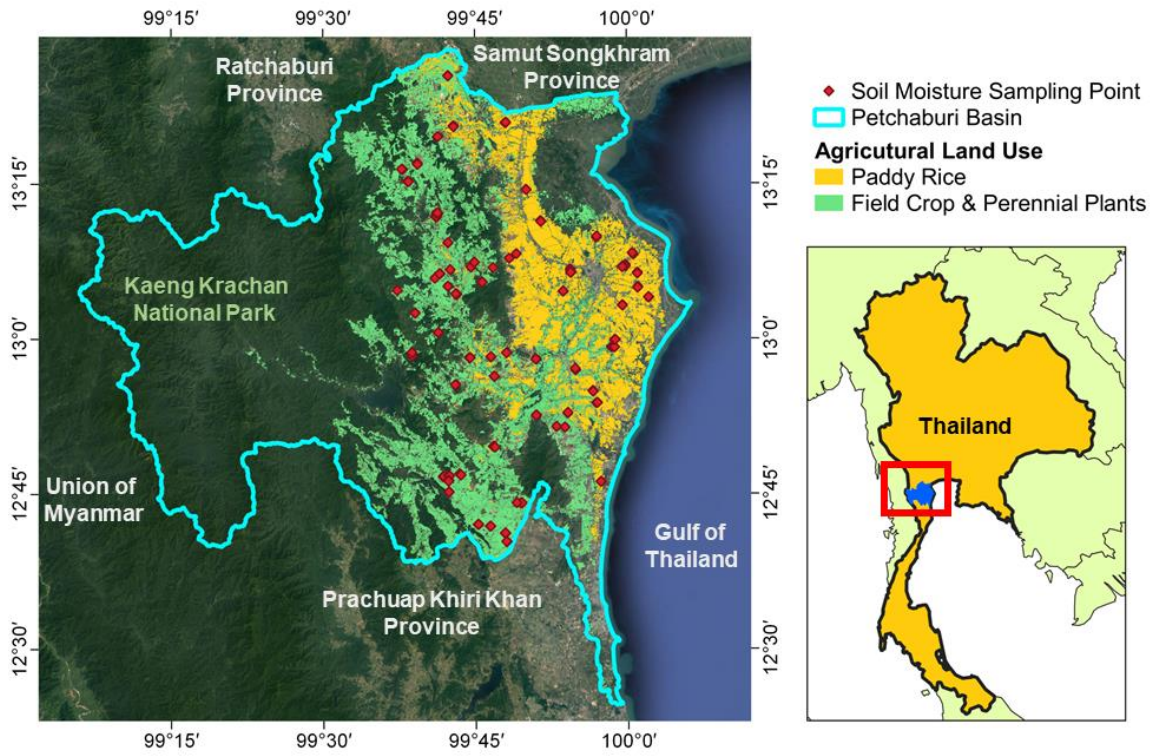 99°15′ 99°30′ 99°45′ 100°0′
Samut Songkhram
Province
Ratchaburi
Province
Kaeng Krachan
National Park
Union of
Myanmar
Gulf of
Thailand
Prachuap Khiri Khan
Province
13°15′
13°0′
12°45′
12°30′
13°15′
13°0′
12°45′
12°30′
99°15′ 99°30′ 99°45′ 100°0′
Soil Moisture Sampling Point
Petchaburi Basin
Agricutural Land Use
Paddy Rice
Field Crop & Perennial Plants
Thailand